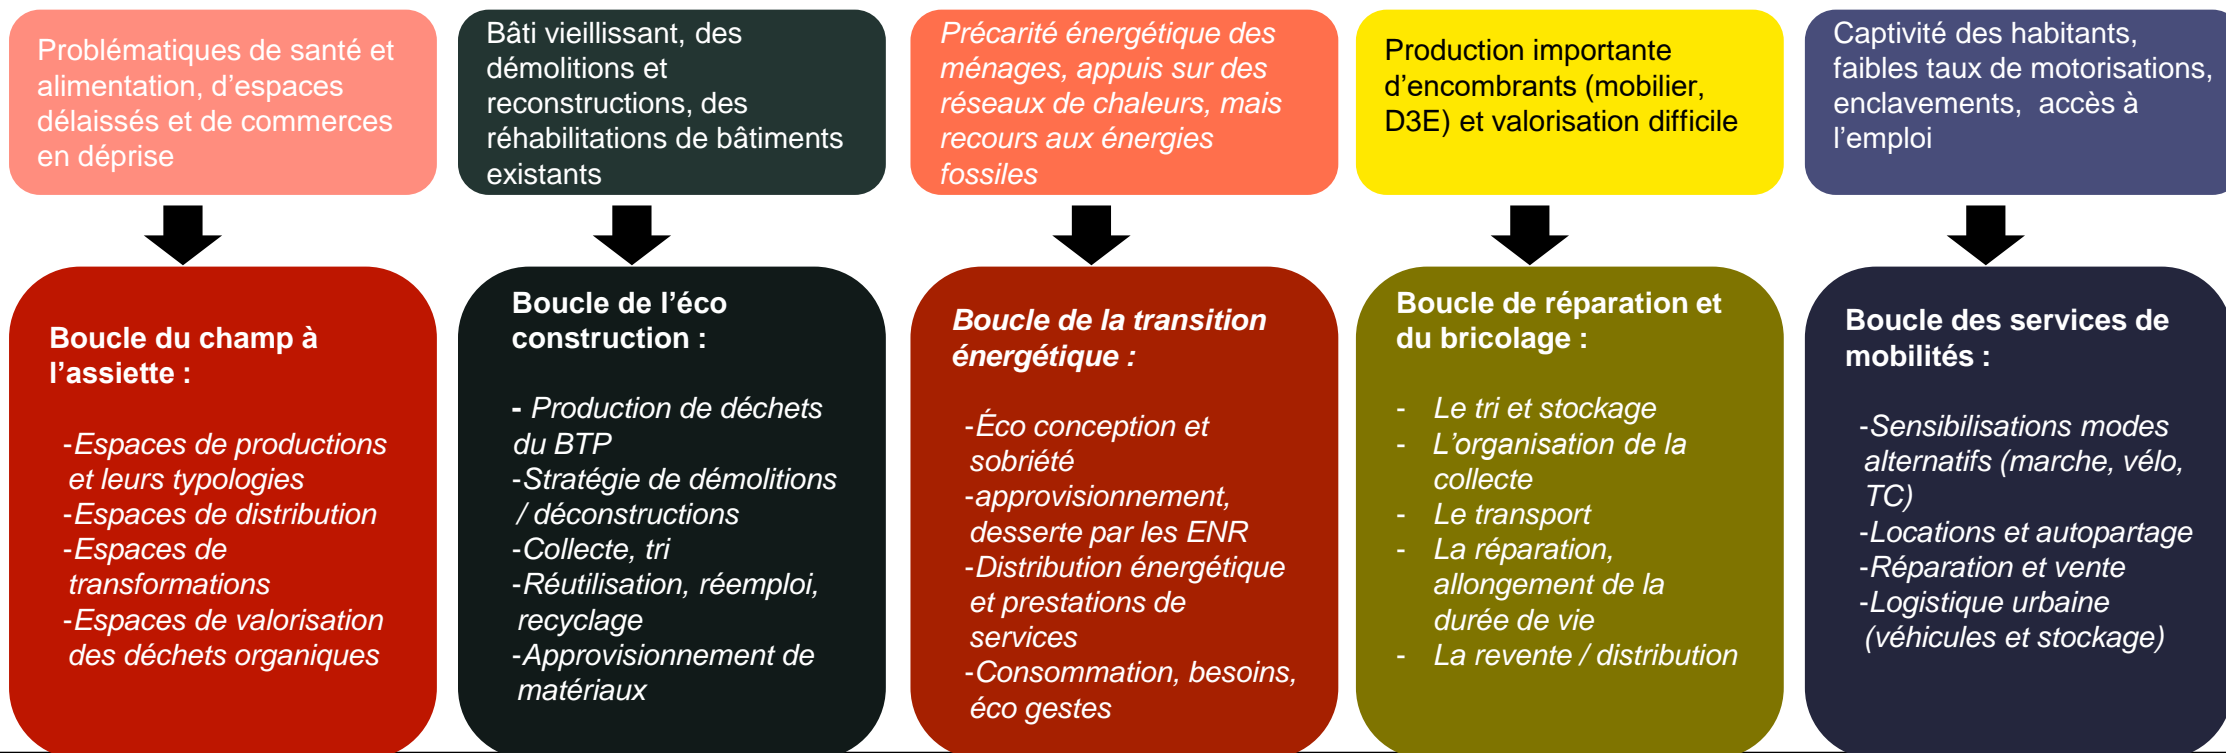 Problématiques de santé et
alimentation, d’espaces
délaissés et de commerces
en déprise
Bâti vieillissant, des
démolitions et
reconstructions, des
réhabilitations de bâtiments
existants
Précarité énergétique des
ménages, appuis sur des
réseaux de chaleurs, mais
recours aux énergies
fossiles
Production importante
d’encombrants (mobilier,
D3E) et valorisation difficile
Captivité des habitants,
faibles taux de motorisations,
enclavements, accès à
l’emploi
Boucle du champ à
l’assiette :
-Espaces de productions
et leurs typologies
-Espaces de distribution
-Espaces de
transformations
-Espaces de valorisation
des déchets organiques
Boucle de l’éco
construction :
- Production de déchets
du BTP
-Stratégie de démolitions
/ déconstructions
-Collecte, tri
-Réutilisation, réemploi,
recyclage
-Approvisionnement de
matériaux
Boucle de la transition
énergétique :
-Éco conception et
sobriété
-approvisionnement,
desserte par les ENR
-Distribution énergétique
et prestations de
services
-Consommation, besoins,
éco gestes
Boucle de réparation et
du bricolage :
- Le tri et stockage
- L’organisation de la
collecte
- Le transport
- La réparation,
allongement de la
durée de vie
- La revente / distribution
Boucle des services de
mobilités :
-Sensibilisations modes
alternatifs (marche, vélo,
TC)
-Locations et autopartage
-Réparation et vente
-Logistique urbaine
(véhicules et stockage)